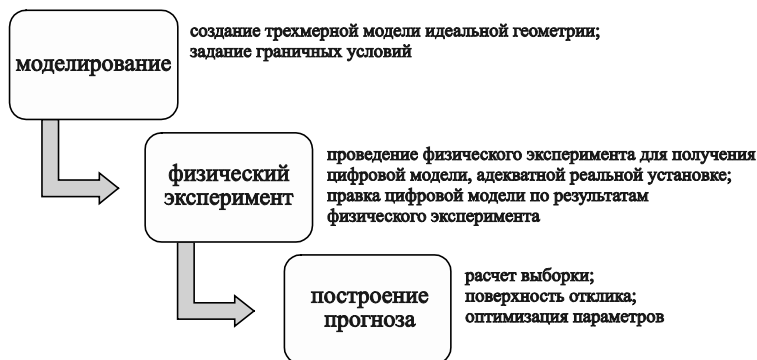 моделирование
создание трехмерной модели идеальной геометрии;
задание граничных условий
физический
эксперимент
проведение физического эксперимента для получения
цифровой модели, адекватной реальной установке;
правка цифровой модели по результатам
физического эксперимента
построение
прогноза
расчет выборки;
поверхность отклика;
оптимизация параметров